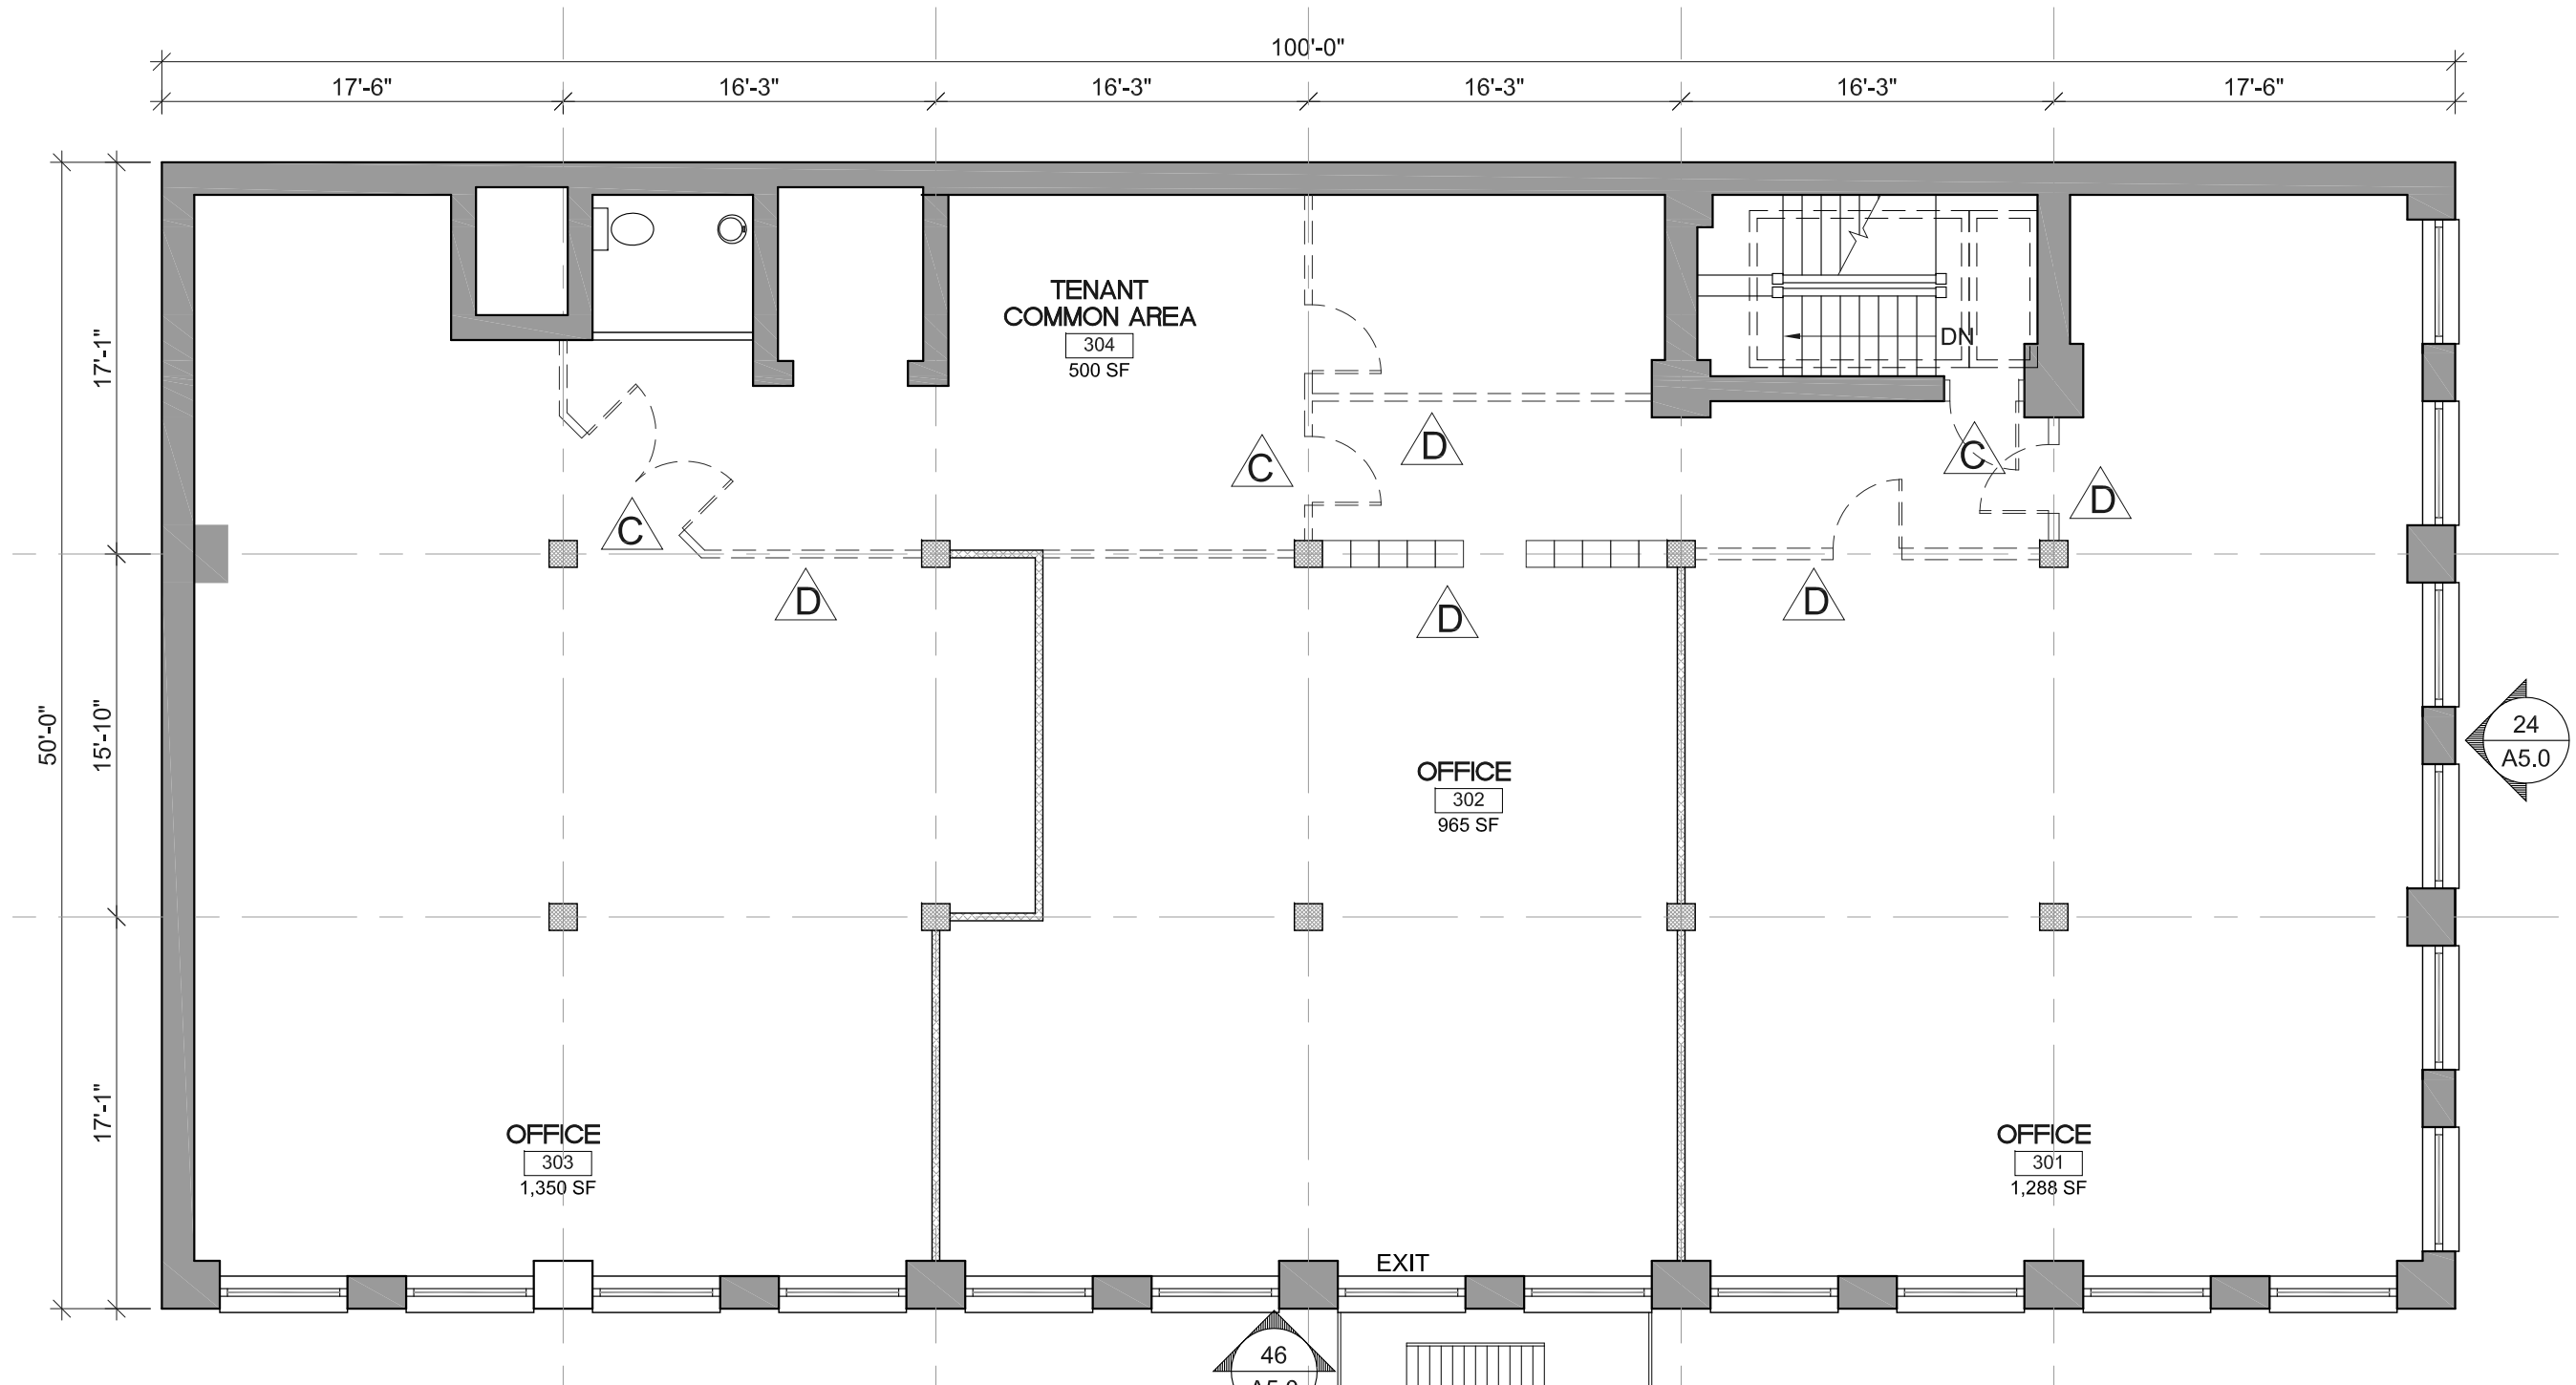 100'-0"
17'-6"
16'-3"
16'-3"
16'-3"
16'-3"
17'-6"
50'-0"
17'-1"
15'-10"
17'-1"
TENANT
COMMON AREA
304
500 SF
DN
C
D
C
D
C
D
D
D
OFFICE
302
965 SF
24
A5.0
OFFICE
303
1,350 SF
OFFICE
301
1,288 SF
EXIT
46
A5.0